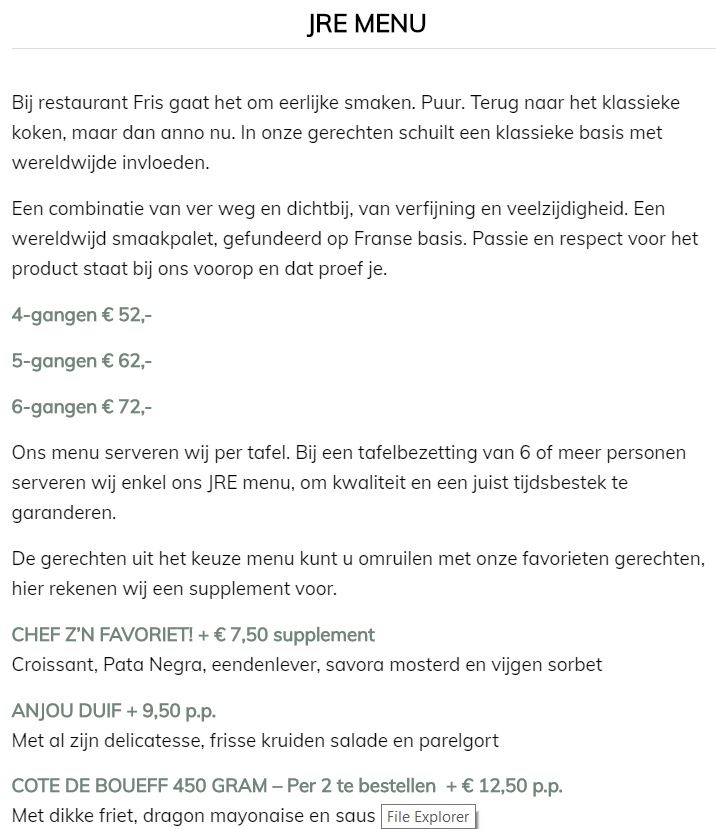 JRE MENU
Bij restaurant Fris gaat het om eerlijke smaken. Puur. Terug naar het klassieke
koken, maar dan anno nu. In onze gerechten schuilt een klassieke basis met
wereldwijde invloeden.
Een combinatie van ver weg en dichtbij, van verfijning en veelzijdigheid. Een
wereldwijd smaakpalet, gefundeerd op Franse basis. Passie en respect voor het
product staat bij ons voorop en dat proef je.
4-gangen € 52,-
5-gangen € 62,-
6-gangen € 72,-
Ons menu serveren wij per tafel. Bij een tafelbezetting van 6 of meer personen
serveren wij enkel ons JRE menu, om kwaliteit en een juist tijdsbestek te
garanderen.
De gerechten uit het keuze menu kunt u omruilen met onze favorieten gerechten,
hier rekenen wij een supplement voor.
CHEF Z’N FAVORIET! + € 7,50 supplement
Croissant, Pata Negra, eendenlever, savora mosterd en vijgen sorbet
ANJOU DUIF + 9,50 p.p.
Met al zijn delicatesse, frisse kruiden salade en parelgort
COTE DE BOUEFF 450 GRAM – Per 2 te bestellen + € 12,50 p.p.
Met dikke friet, dragon mayonaise en saus File Explorer